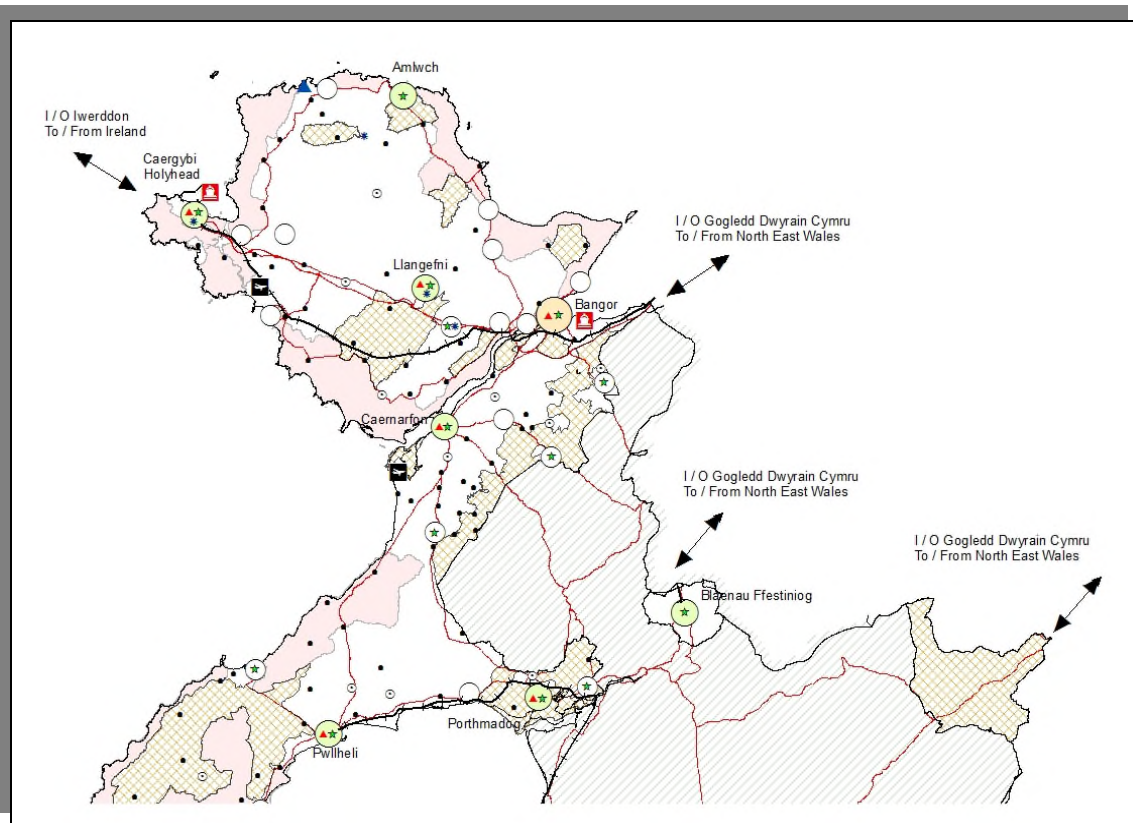 Amlwch
I / O Iwerddon
To / From Ireland
Caergybi
Holyhead
I / O Gogledd Dwyrain Cymru
To / From North East Wales
Llangefni
Bangor
Caernarfon
I / O Gogledd Dwyrain Cymru
To / From North East Wales
I / O Gogledd Dwyrain Cymru
To / From North East Wales
Blaenau Ffestiniog
Porthmadog
Pwllheli